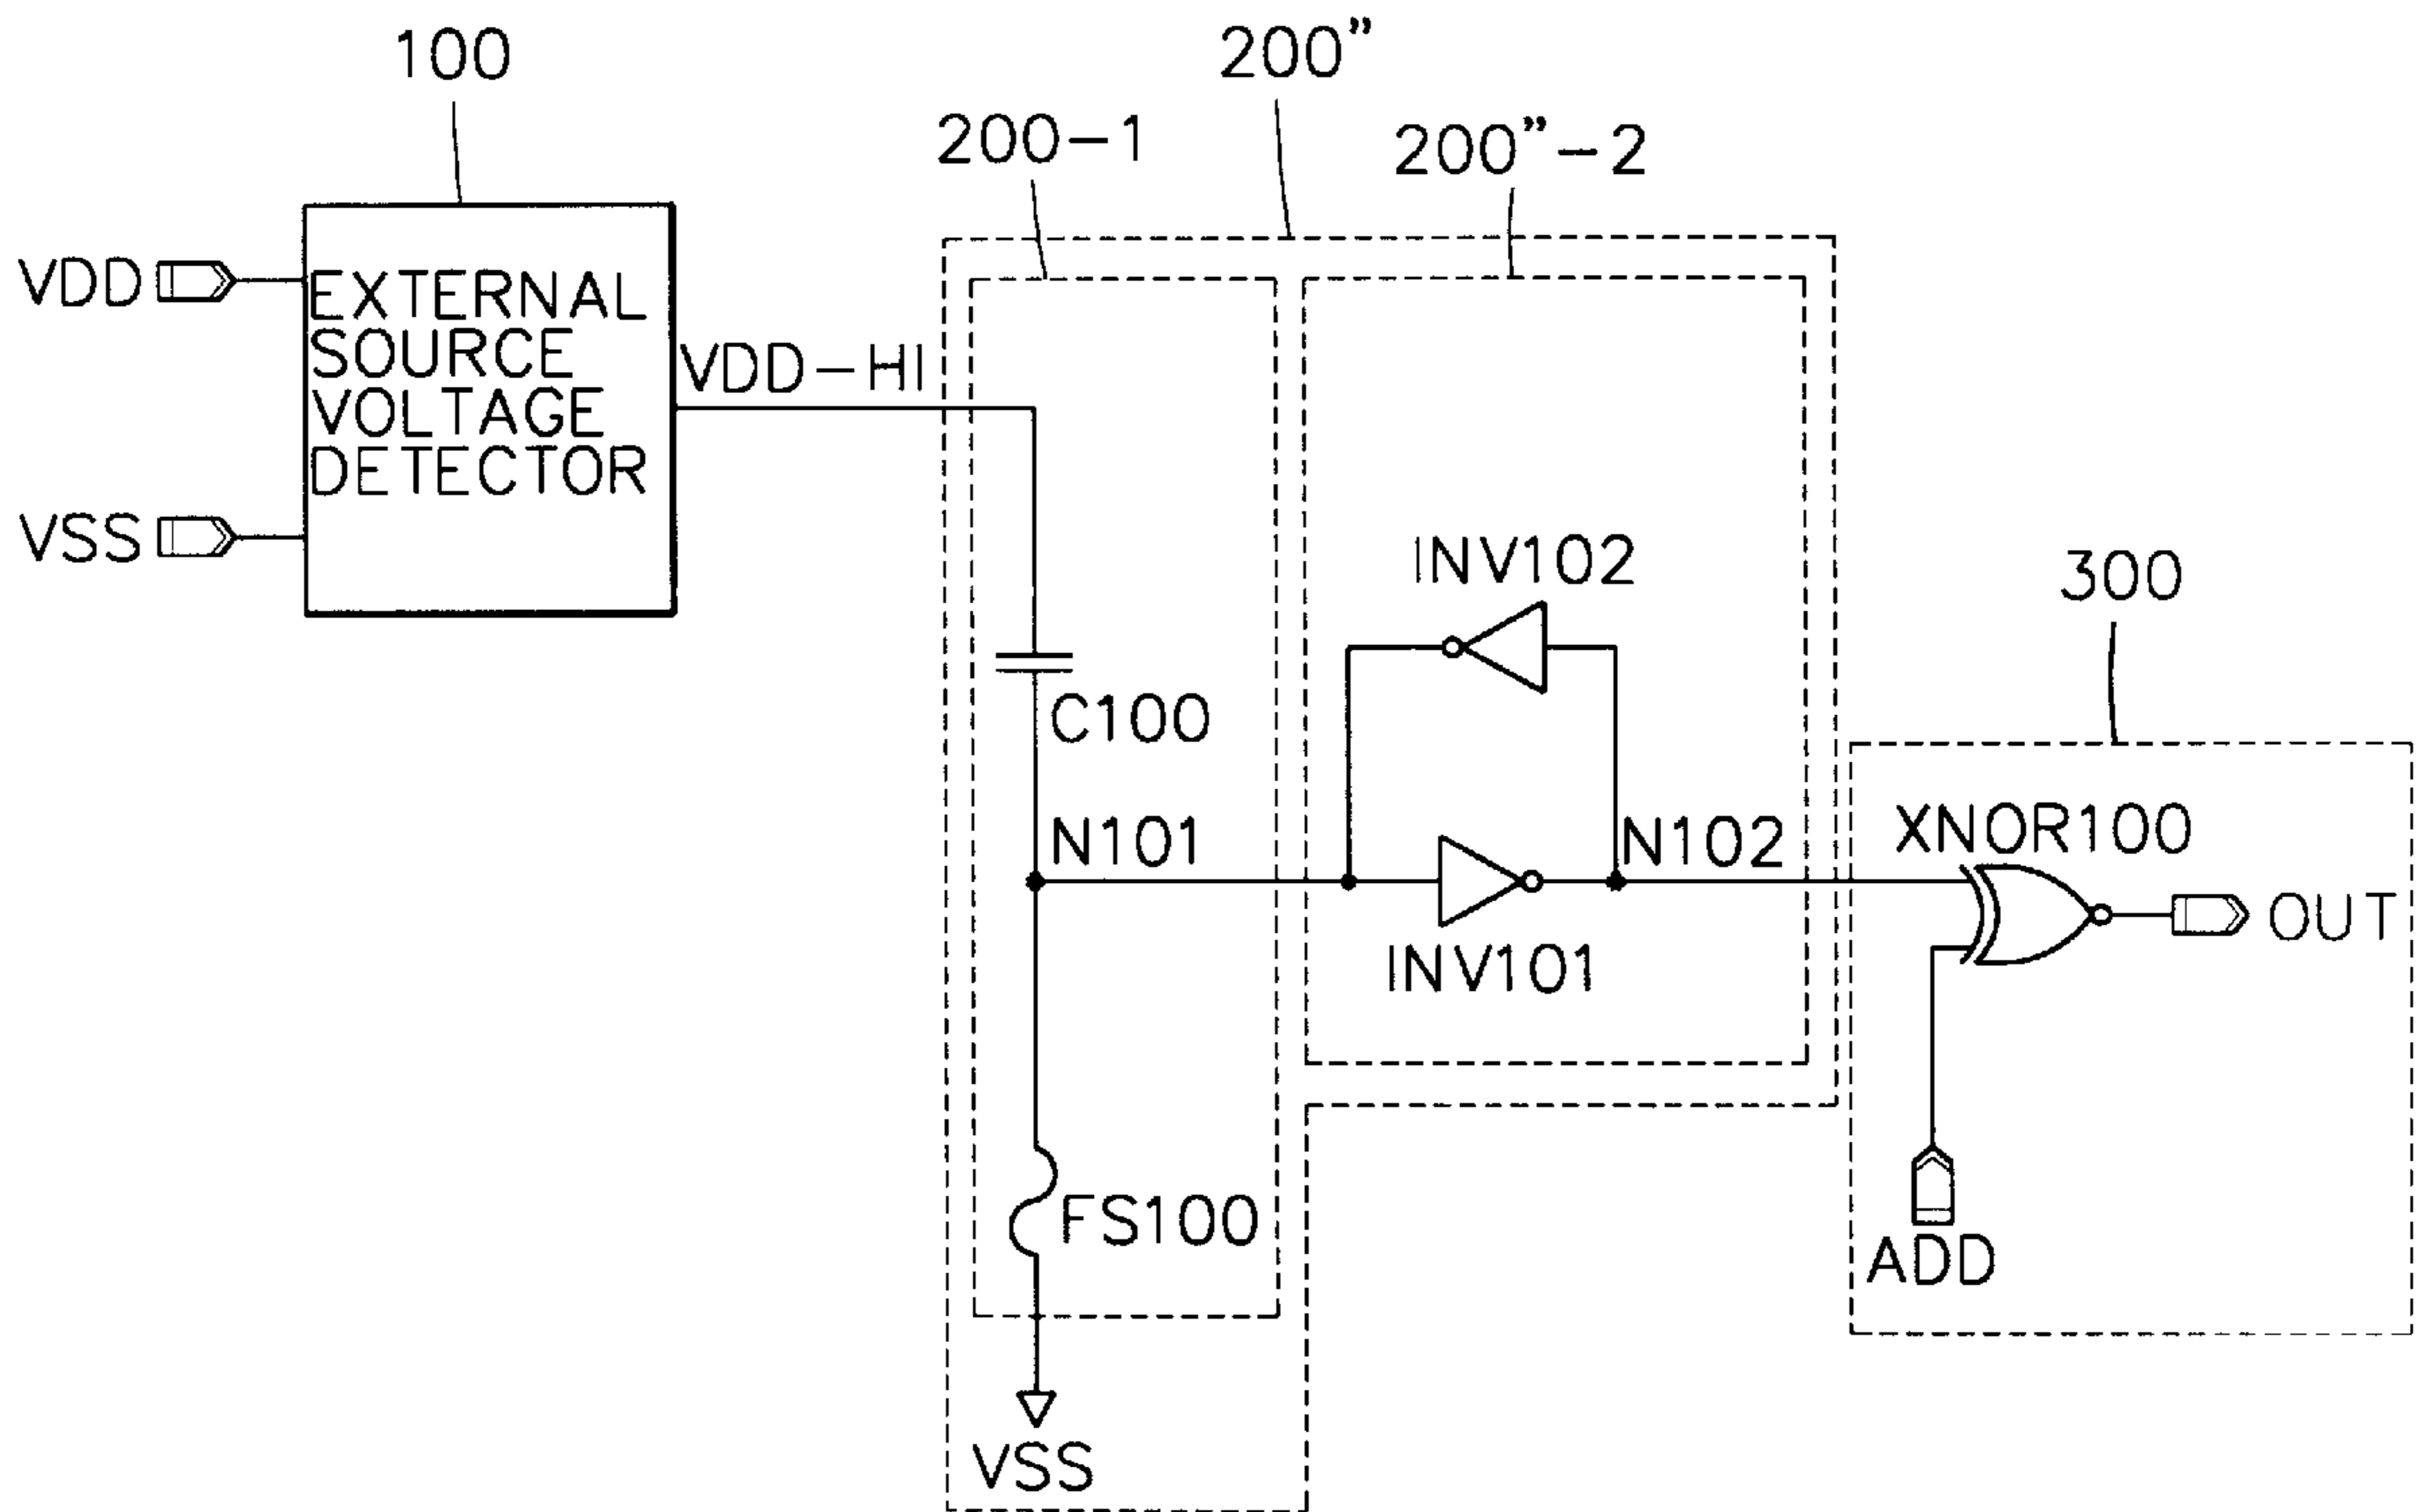 100
200”
200-1
200”-2
VDD
EXTERNAL
SOURCE
VOLTAGE
DETECTOR
VDD-HI
VSS
INV102
300
C100
N101
N102
XNOR100
OUT
INV101
FS100
ADD
VSS